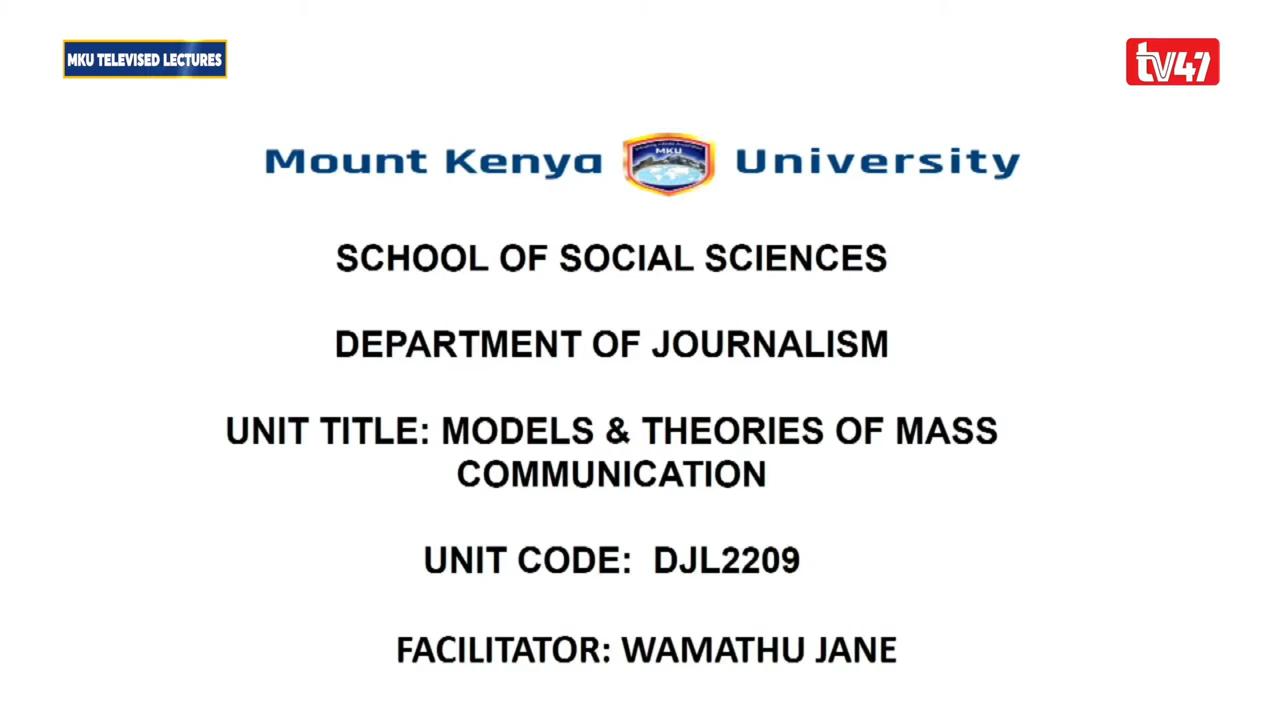 MKU TELEVISED LECTURES
tv47
Mount Kenya University
MKU
SCHOOL OF SOCIAL SCIENCES
DEPARTMENT OF JOURNALISM
UNIT TITLE: MODELS & THEORIES OF MASS
COMMUNICATION
UNIT CODE: DJL2209
FACILITATOR: WAMATHU JANE